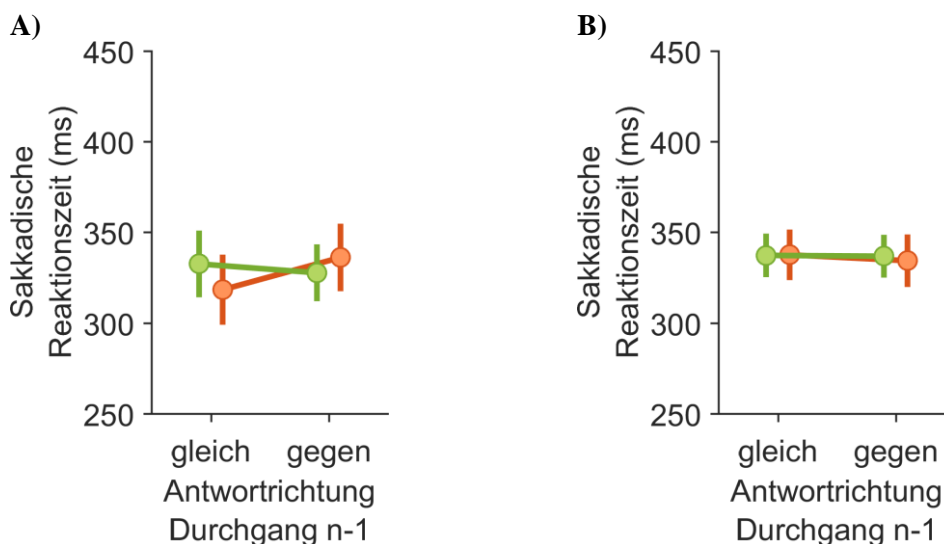 A)
450
400
350
300
250
Sakkadische
Reaktionszeit (ms)
gleich gegen
Antwortrichtung
Durchgang n-1
B)
450
400
350
300
250
Sakkadische
Reaktionszeit (ms)
gleich gegen
Antwortrichtung
Durchgang n-1